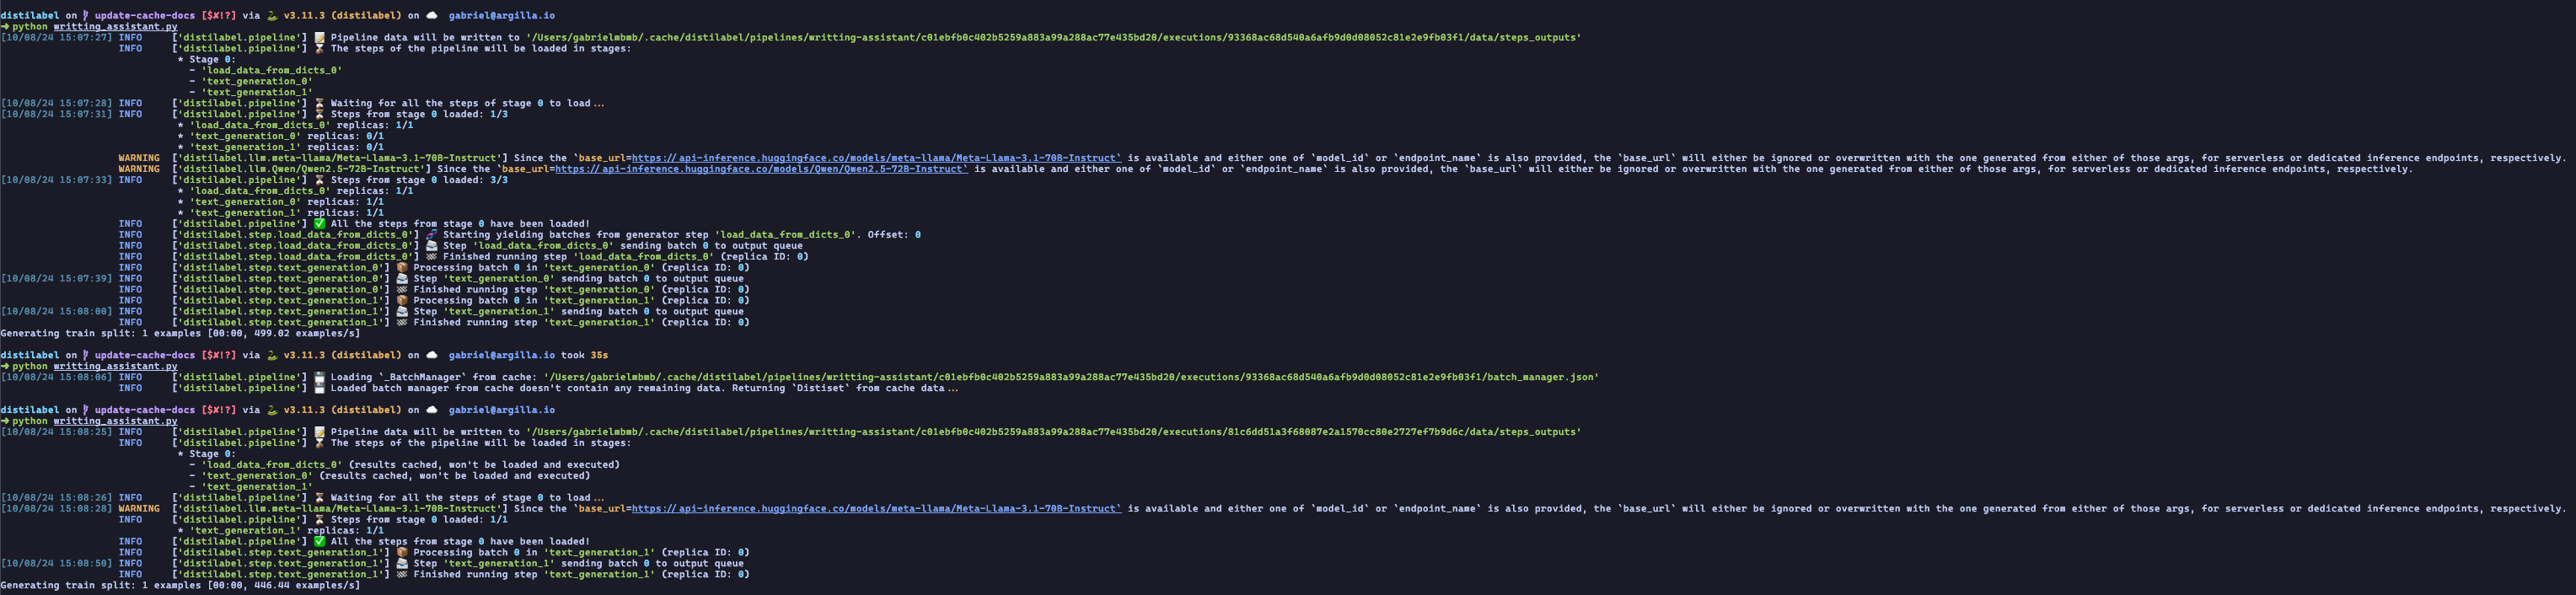 distilabel on update-cache-docs [$✘!?] via 🐍 v3.11.3 (distilabel) on ☁️ gabriel@argilla.io
➜ python writting_assistant.py
[10/08/24 15:07:27] INFO ['distilabel.pipeline'] 📝 Pipeline data will be written to '/Users/gabrielmbmb/.cache/distilabel/pipelines/writting-assistant/c01ebfb0c402b5259a883a99a288ac77e435bd20/executions/93368ac68d540a6afb9d0d08052c81e2e9fb03f1/data/steps_outputs'
INFO ['distilabel.pipeline'] ⌛ The steps of the pipeline will be loaded in stages:
* Stage 0:
- 'load_data_from_dicts_0'
- 'text_generation_0'
- 'text_generation_1'
[10/08/24 15:07:28] INFO ['distilabel.pipeline'] ⏳ Waiting for all the steps of stage 0 to load…
[10/08/24 15:07:31] INFO ['distilabel.pipeline'] ⏳ Steps from stage 0 loaded: 1/3
* 'load_data_from_dicts_0' replicas: 1/1
* 'text_generation_0' replicas: 0/1
* 'text_generation_1' replicas: 0/1
WARNING ['distilabel.llm.meta-llama/Meta-Llama-3.1-70B-Instruct'] Since the `base_url=https://api-inference.huggingface.co/models/meta-llama/Meta-Llama-3.1-70B-Instruct` is available and either one of `model_id` or `endpoint_name` is also provided, the `base_url` will either be ignored or overwritten with the one generated from either of those args, for serverless or dedicated inference endpoints, respectively.
WARNING ['distilabel.llm.Qwen/Qwen2.5-72B-Instruct'] Since the `base_url=https://api-inference.huggingface.co/models/Qwen/Qwen2.5-72B-Instruct` is available and either one of `model_id` or `endpoint_name` is also provided, the `base_url` will either be ignored or overwritten with the one generated from either of those args, for serverless or dedicated inference endpoints, respectively.
[10/08/24 15:07:33] INFO ['distilabel.pipeline'] ⏳ Steps from stage 0 loaded: 3/3
* 'load_data_from_dicts_0' replicas: 1/1
* 'text_generation_0' replicas: 1/1
* 'text_generation_1' replicas: 1/1
INFO ['distilabel.pipeline'] ✅ All the steps from stage 0 have been loaded!
INFO ['distilabel.step.load_data_from_dicts_0'] 🧬 Starting yielding batches from generator step 'load_data_from_dicts_0'. Offset: 0
INFO ['distilabel.step.load_data_from_dicts_0'] 📨 Step 'load_data_from_dicts_0' sending batch 0 to output queue
INFO ['distilabel.step.load_data_from_dicts_0'] 🏁 Finished running step 'load_data_from_dicts_0' (replica ID: 0)
INFO ['distilabel.step.text_generation_0'] 📦 Processing batch 0 in 'text_generation_0' (replica ID: 0)
[10/08/24 15:07:39] INFO ['distilabel.step.text_generation_0'] 📨 Step 'text_generation_0' sending batch 0 to output queue
INFO ['distilabel.step.text_generation_0'] 🏁 Finished running step 'text_generation_0' (replica ID: 0)
INFO ['distilabel.step.text_generation_1'] 📦 Processing batch 0 in 'text_generation_1' (replica ID: 0)
[10/08/24 15:08:00] INFO ['distilabel.step.text_generation_1'] 📨 Step 'text_generation_1' sending batch 0 to output queue
INFO ['distilabel.step.text_generation_1'] 🏁 Finished running step 'text_generation_1' (replica ID: 0)
Generating train split: 1 examples [00:00, 499.02 examples/s]
distilabel on update-cache-docs [$✘!?] via 🐍 v3.11.3 (distilabel) on ☁️ gabriel@argilla.io took 35s
➜ python writting_assistant.py
[10/08/24 15:08:06] INFO ['distilabel.pipeline'] 💾 Loading `_BatchManager` from cache: '/Users/gabrielmbmb/.cache/distilabel/pipelines/writting-assistant/c01ebfb0c402b5259a883a99a288ac77e435bd20/executions/93368ac68d540a6afb9d0d08052c81e2e9fb03f1/batch_manager.json'
INFO ['distilabel.pipeline'] 💾 Loaded batch manager from cache doesn't contain any remaining data. Returning `Distiset` from cache data…
distilabel on update-cache-docs [$✘!?] via 🐍 v3.11.3 (distilabel) on ☁️ gabriel@argilla.io
➜ python writting_assistant.py
[10/08/24 15:08:25] INFO ['distilabel.pipeline'] 📝 Pipeline data will be written to '/Users/gabrielmbmb/.cache/distilabel/pipelines/writting-assistant/c01ebfb0c402b5259a883a99a288ac77e435bd20/executions/81c6dd51a3f68087e2a1570cc80e2727ef7b9d6c/data/steps_outputs'
INFO ['distilabel.pipeline'] ⌛ The steps of the pipeline will be loaded in stages:
* Stage 0:
- 'load_data_from_dicts_0' (results cached, won't be loaded and executed)
- 'text_generation_0' (results cached, won't be loaded and executed)
- 'text_generation_1'
[10/08/24 15:08:26] INFO ['distilabel.pipeline'] ⏳ Waiting for all the steps of stage 0 to load…
[10/08/24 15:08:28] WARNING ['distilabel.llm.meta-llama/Meta-Llama-3.1-70B-Instruct'] Since the `base_url=https://api-inference.huggingface.co/models/meta-llama/Meta-Llama-3.1-70B-Instruct` is available and either one of `model_id` or `endpoint_name` is also provided, the `base_url` will either be ignored or overwritten with the one generated from either of those args, for serverless or dedicated inference endpoints, respectively.
INFO ['distilabel.pipeline'] ⏳ Steps from stage 0 loaded: 1/1
* 'text_generation_1' replicas: 1/1
INFO ['distilabel.pipeline'] ✅ All the steps from stage 0 have been loaded!
INFO ['distilabel.step.text_generation_1'] 📦 Processing batch 0 in 'text_generation_1' (replica ID: 0)
[10/08/24 15:08:50] INFO ['distilabel.step.text_generation_1'] 📨 Step 'text_generation_1' sending batch 0 to output queue
INFO ['distilabel.step.text_generation_1'] 🏁 Finished running step 'text_generation_1' (replica ID: 0)
Generating train split: 1 examples [00:00, 446.44 examples/s]